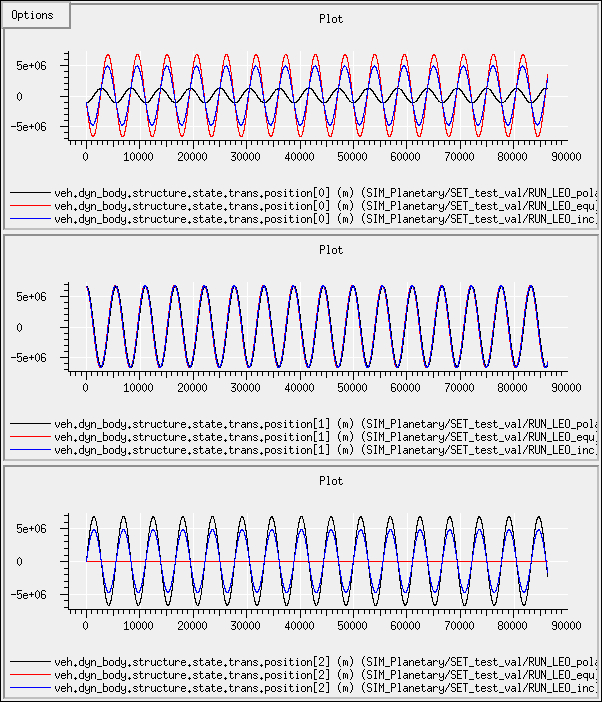 Options
Plot
5e+06
0
−5e+06
0 10000 20000 30000 40000 50000 60000 70000 80000 90000
veh.dyn_body.structure.state.trans.position[0] (m) (SIM_Planetary/SET_test_val/RUN_LEO_pola
veh.dyn_body.structure.state.trans.position[0] (m) (SIM_Planetary/SET_test_val/RUN_LEO_equ
veh.dyn_body.structure.state.trans.position[0] (m) (SIM_Planetary/SET_test_val/RUN_LEO_inc
Plot
5e+06
0
−5e+06
0 10000 20000 30000 40000 50000 60000 70000 80000 90000
veh.dyn_body.structure.state.trans.position[1] (m) (SIM_Planetary/SET_test_val/RUN_LEO_pola
veh.dyn_body.structure.state.trans.position[1] (m) (SIM_Planetary/SET_test_val/RUN_LEO_equ
veh.dyn_body.structure.state.trans.position[1] (m) (SIM_Planetary/SET_test_val/RUN_LEO_inc
Plot
5e+06
0
−5e+06
0 10000 20000 30000 40000 50000 60000 70000 80000 90000
veh.dyn_body.structure.state.trans.position[2] (m) (SIM_Planetary/SET_test_val/RUN_LEO_pola
veh.dyn_body.structure.state.trans.position[2] (m) (SIM_Planetary/SET_test_val/RUN_LEO_equ
veh.dyn_body.structure.state.trans.position[2] (m) (SIM_Planetary/SET_test_val/RUN_LEO_inc